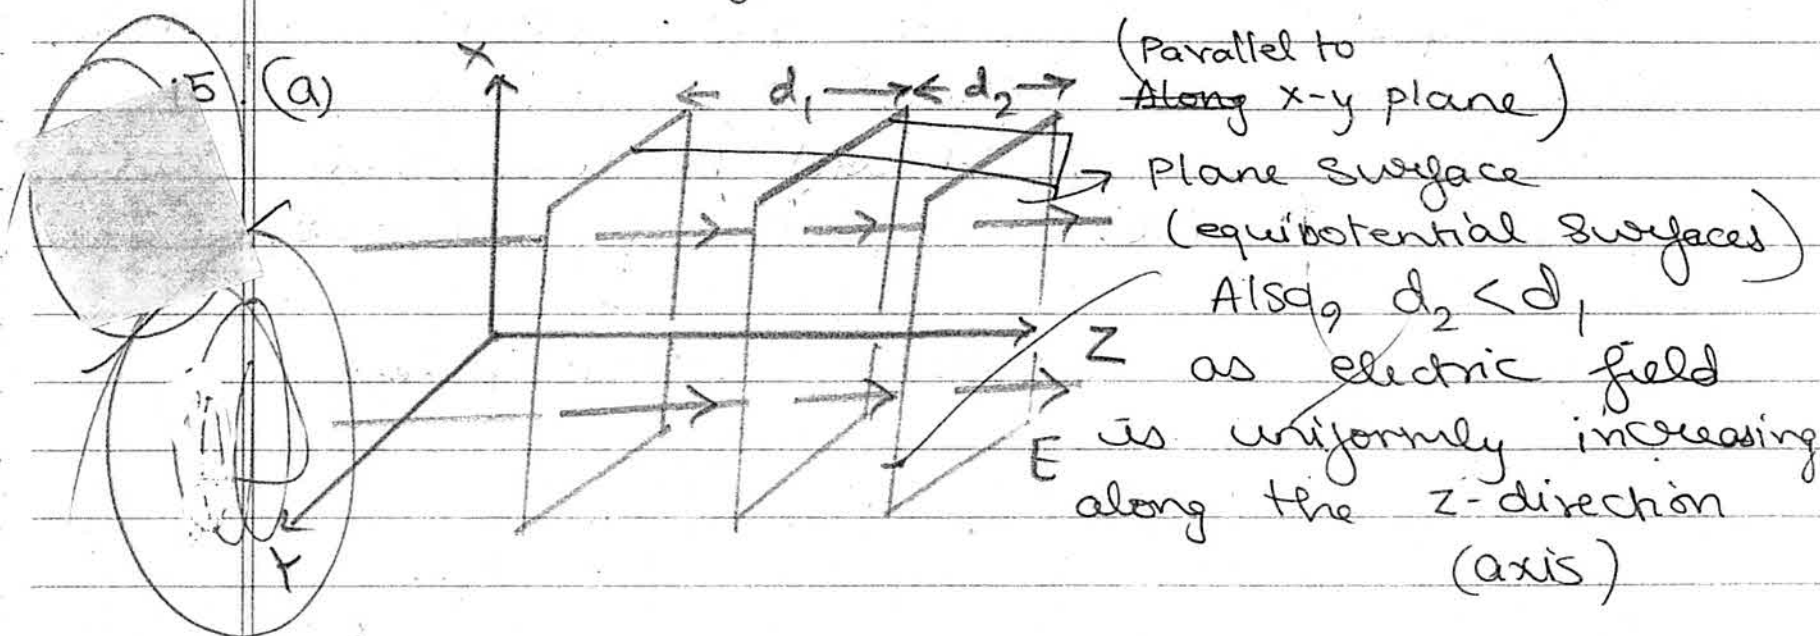 15. (a)
X
← d₁ → ← d₂ →
(Parallel to
Along x-y plane)
→ Plane surface
(equipotential surfaces)
Also, d₂ < d₁
Z
as electric field
E
is uniformly increasing
along the z-direction
(axis)
Y